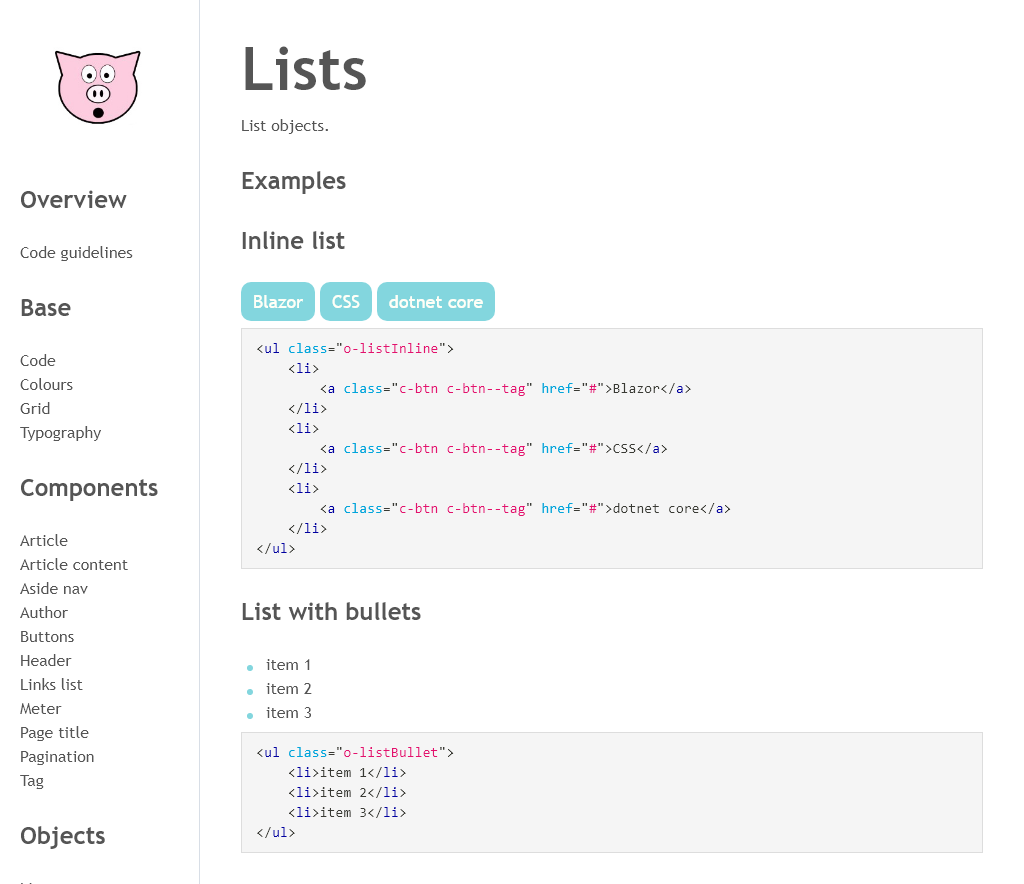 Overview
Code guidelines
Base
Code
Colours
Grid
Typography
Components
Article
Article content
Aside nav
Author
Buttons
Header
Links list
Meter
Page title
Pagination
Tag
Objects
Lists
List objects.
Examples
Inline list
Blazor CSS dotnet core
<ul class="o-listInline">
    <li>
        <a class="c-btn c-btn--tag" href="#">Blazor</a>
    </li>
    <li>
        <a class="c-btn c-btn--tag" href="#">CSS</a>
    </li>
    <li>
        <a class="c-btn c-btn--tag" href="#">dotnet core</a>
    </li>
</ul>
List with bullets
item 1
item 2
item 3
<ul class="o-listBullet">
    <li>item 1</li>
    <li>item 2</li>
    <li>item 3</li>
</ul>